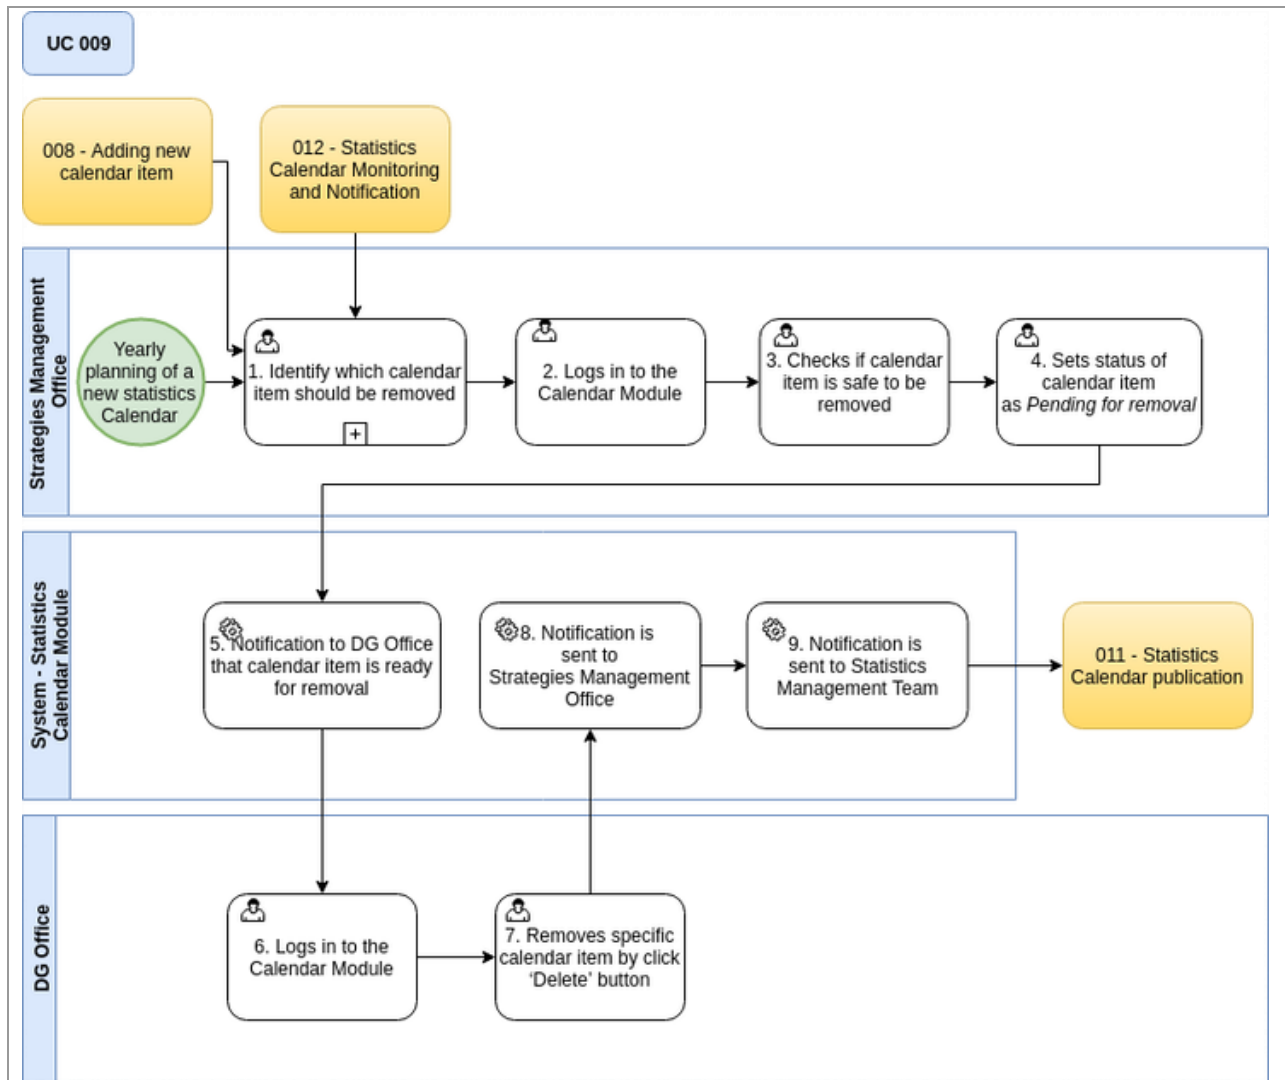 UC 009
008 - Adding new
calendar item
012 - Statistics
Calendar Monitoring
and Notification
Strategies Management
Office
Yearly
planning of a
new statistics
Calendar
1. Identify which calendar
item should be removed
2. Logs in to the
Calendar Module
3. Checks if calendar
item is safe to be
removed
4. Sets status of
calendar item
as Pending for removal
System - Statistics
Calendar Module
5. Notification to DG Office
that calendar item is ready
for removal
8. Notification is
sent to
Strategies Management
Office
9. Notification is
sent to Statistics
Management Team
011 - Statistics
Calendar publication
DG Office
6. Logs in to the
Calendar Module
7. Removes specific
calendar item by click
‘Delete’ button